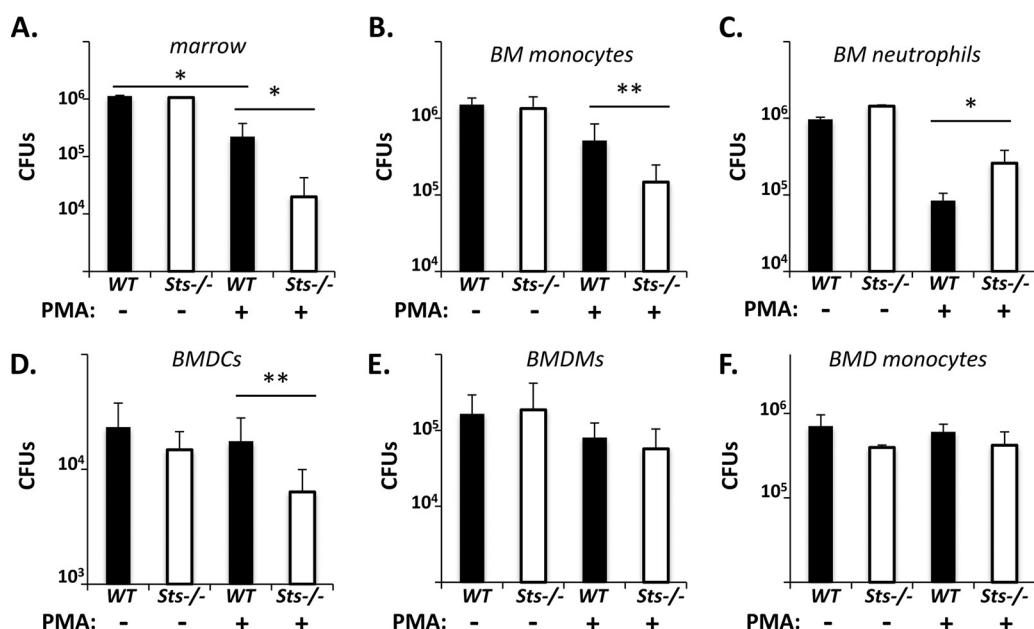 A.
marrow
*
*
CFUs
10⁶
10⁵
10⁴
WT Sts-/- WT Sts-/-
PMA: - - + +
B.
BM monocytes
**
CFUs
10⁶
10⁵
10⁴
WT Sts-/- WT Sts-/-
PMA: - - + +
C.
BM neutrophils
*
CFUs
10⁶
10⁵
10⁴
WT Sts-/- WT Sts-/-
PMA: - - + +
D.
BMDCs
**
CFUs
10⁴
10³
WT Sts-/- WT Sts-/-
PMA: - - + +
E.
BMDMs
CFUs
10⁵
10⁴
WT Sts-/- WT Sts-/-
PMA: - - + +
F.
BMD monocytes
CFUs
10⁶
10⁵
WT Sts-/- WT Sts-/-
PMA: - - + +